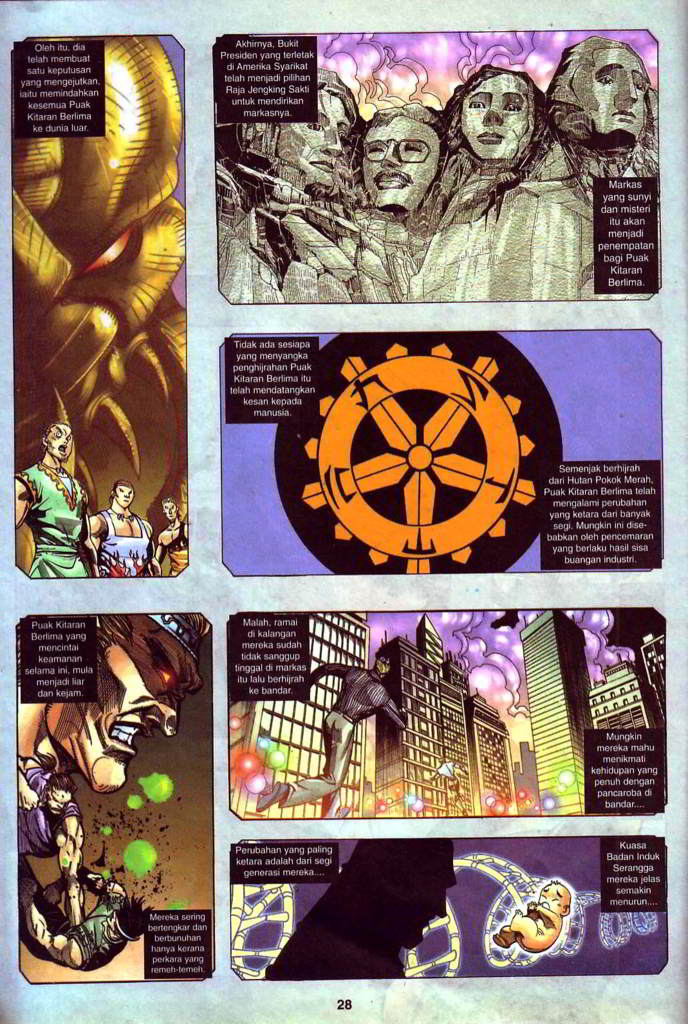 Oleh itu, dia
telah membuat
satu keputusan
yang mengejutkan,
iaitu memindahkan
kesemua Puak
Kitaran Berlima
ke dunia luar.
Akhirnya, Bukit
Presiden yang terletak
di Amerika Syarikat
telah menjadi pilihan
Raja Jengking Sakti
untuk mendirikan
markasnya.
Markas
yang sunyi
dan misteri
itu akan
menjadi
penempatan
bagi Puak
Kitaran
Berlima.
Tidak ada sesiapa
yang menyangka
penghijrahan Puak
Kitaran Berlima itu
telah mendatangkan
kesan kepada
manusia.
Semenjak berhijrah
dari Hutan Pokok Merah,
Puak Kitaran Berlima telah
mengalami perubahan
yang ketara dari banyak
segi. Mungkin ini dise-
babkan oleh pencemaran
yang berlaku hasil sisa
buangan industri.
Puak Kitaran
Berlima yang
mencintai
keamanan
selama ini, mula
menjadi liar
dan kejam.
Mereka sering
bertengkar dan
berbunuhan
hanya kerana
perkara yang
remeh-temeh.
Malah, ramai
di kalangan
mereka sudah
tidak sanggup
tinggal di markas
itu lalu berhijrah
ke bandar.
Mungkin
mereka mahu
menikmati
kehidupan yang
penuh dengan
pancaroba di
bandar....
Perubahan yang paling
ketara adalah dari segi
generasi mereka....
Kuasa
Badan Induk
Serangga
mereka jelas
semakin
menurun....
28